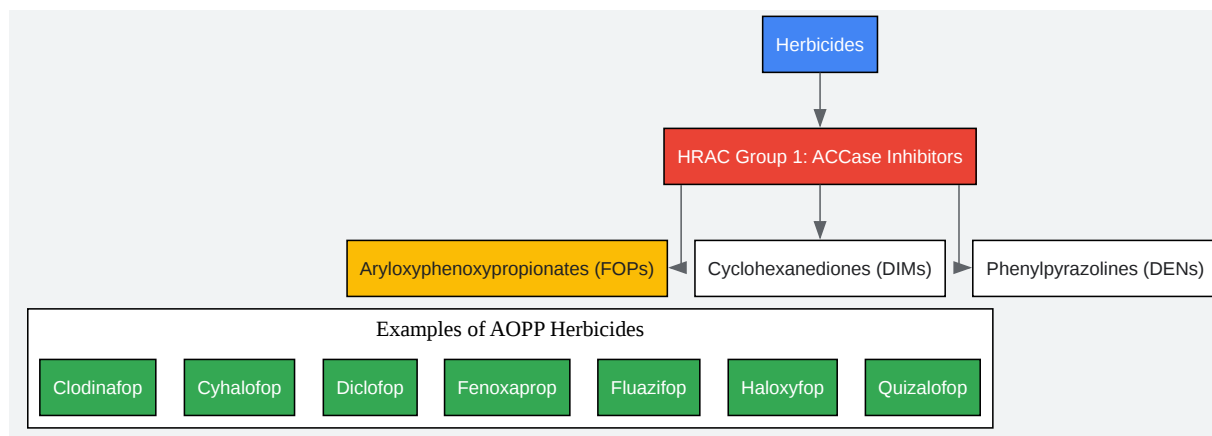 Herbicides
HRAC Group 1: ACCase Inhibitors
Aryloxyphenoxypropionates (FOPs)
Cyclohexanediones (DIMs)
Phenylpyrazolines (DENs)
Examples of AOPP Herbicides
Clodinafop
Cyhalofop
Diclofop
Fenoxaprop
Fluazifop
Haloxyfop
Quizalofop